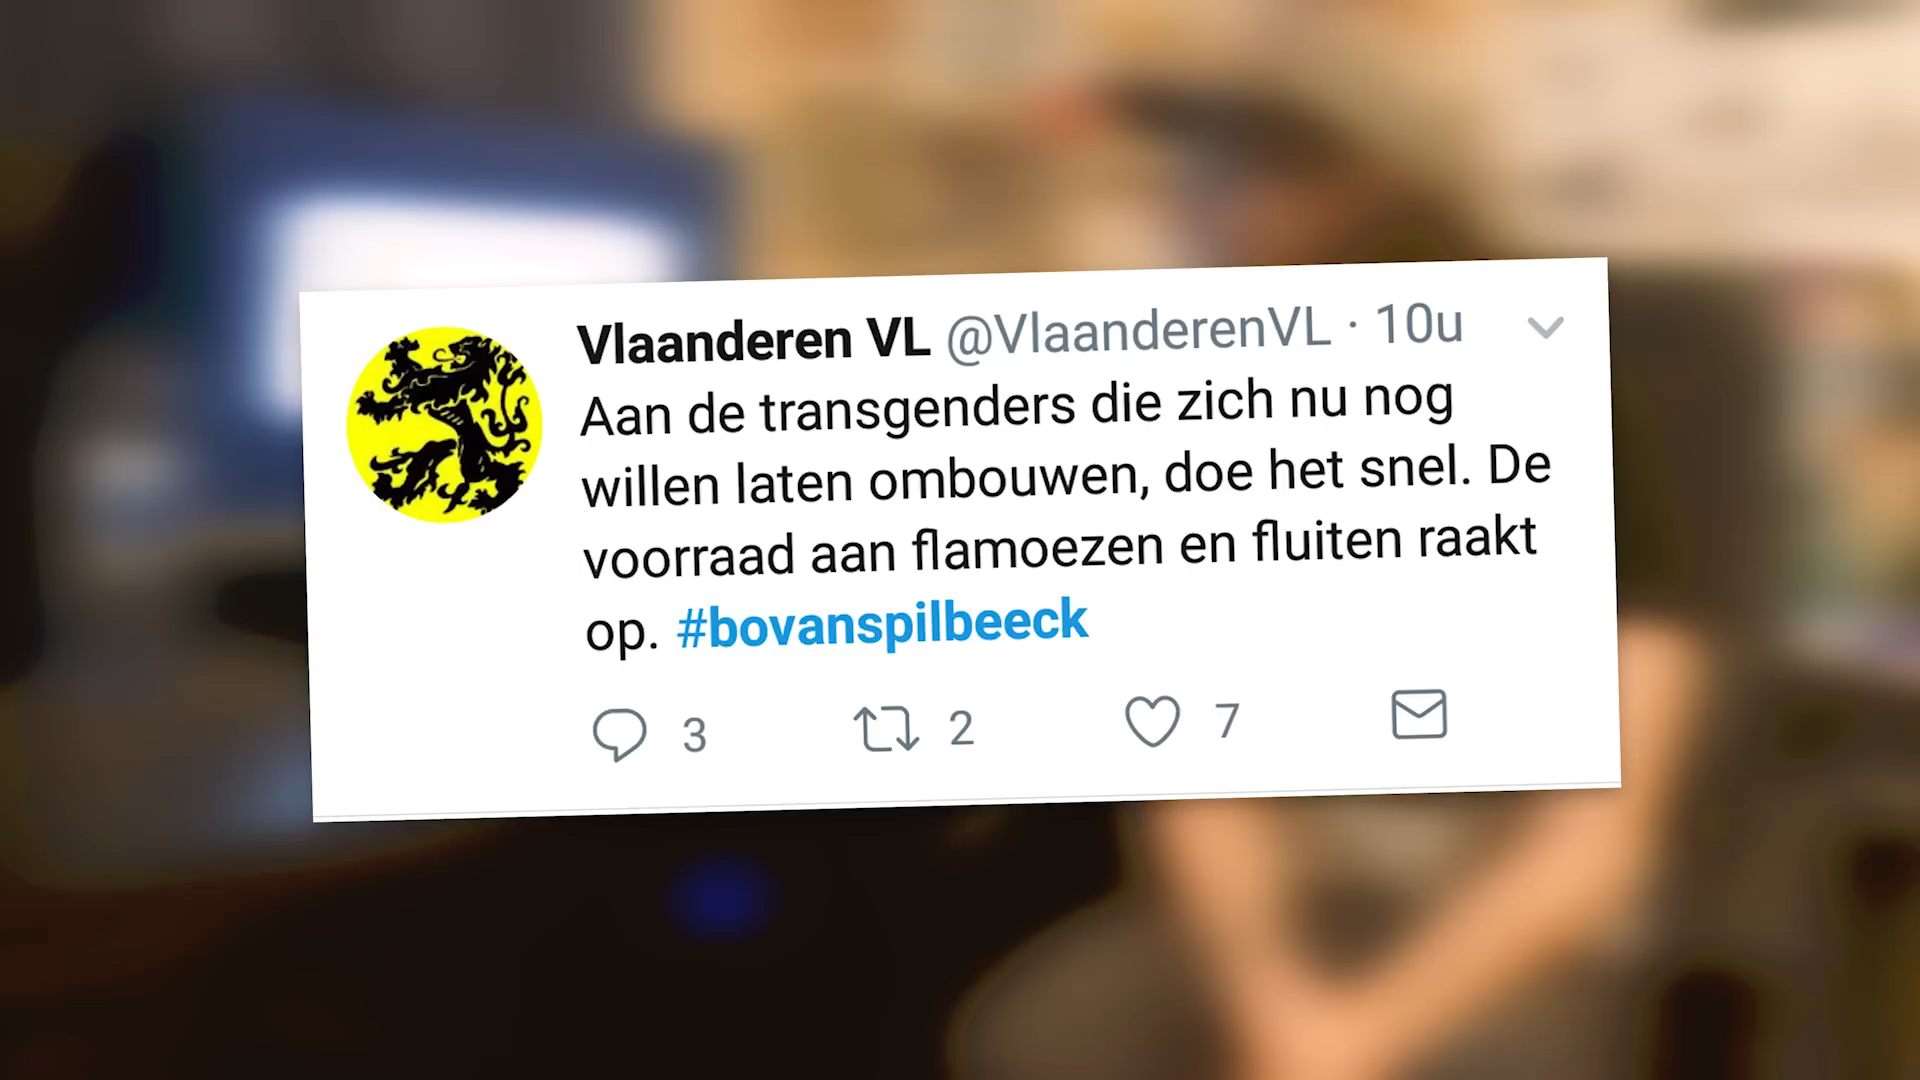 Vlaanderen VL @VlaanderenVL · 10u
Aan de transgenders die zich nu nog
willen laten ombouwen, doe het snel. De
voorraad aan flamoezen en fluiten raakt
op. #bovanspilbeeck
3 2 7